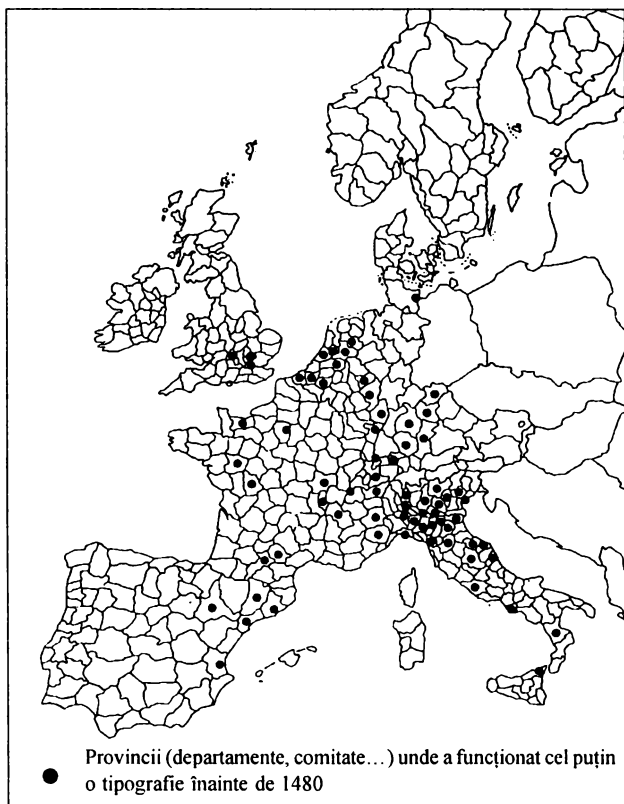 Provincii (departamente, comitate…) unde a funcționat cel puțin
o tipografie înainte de 1480